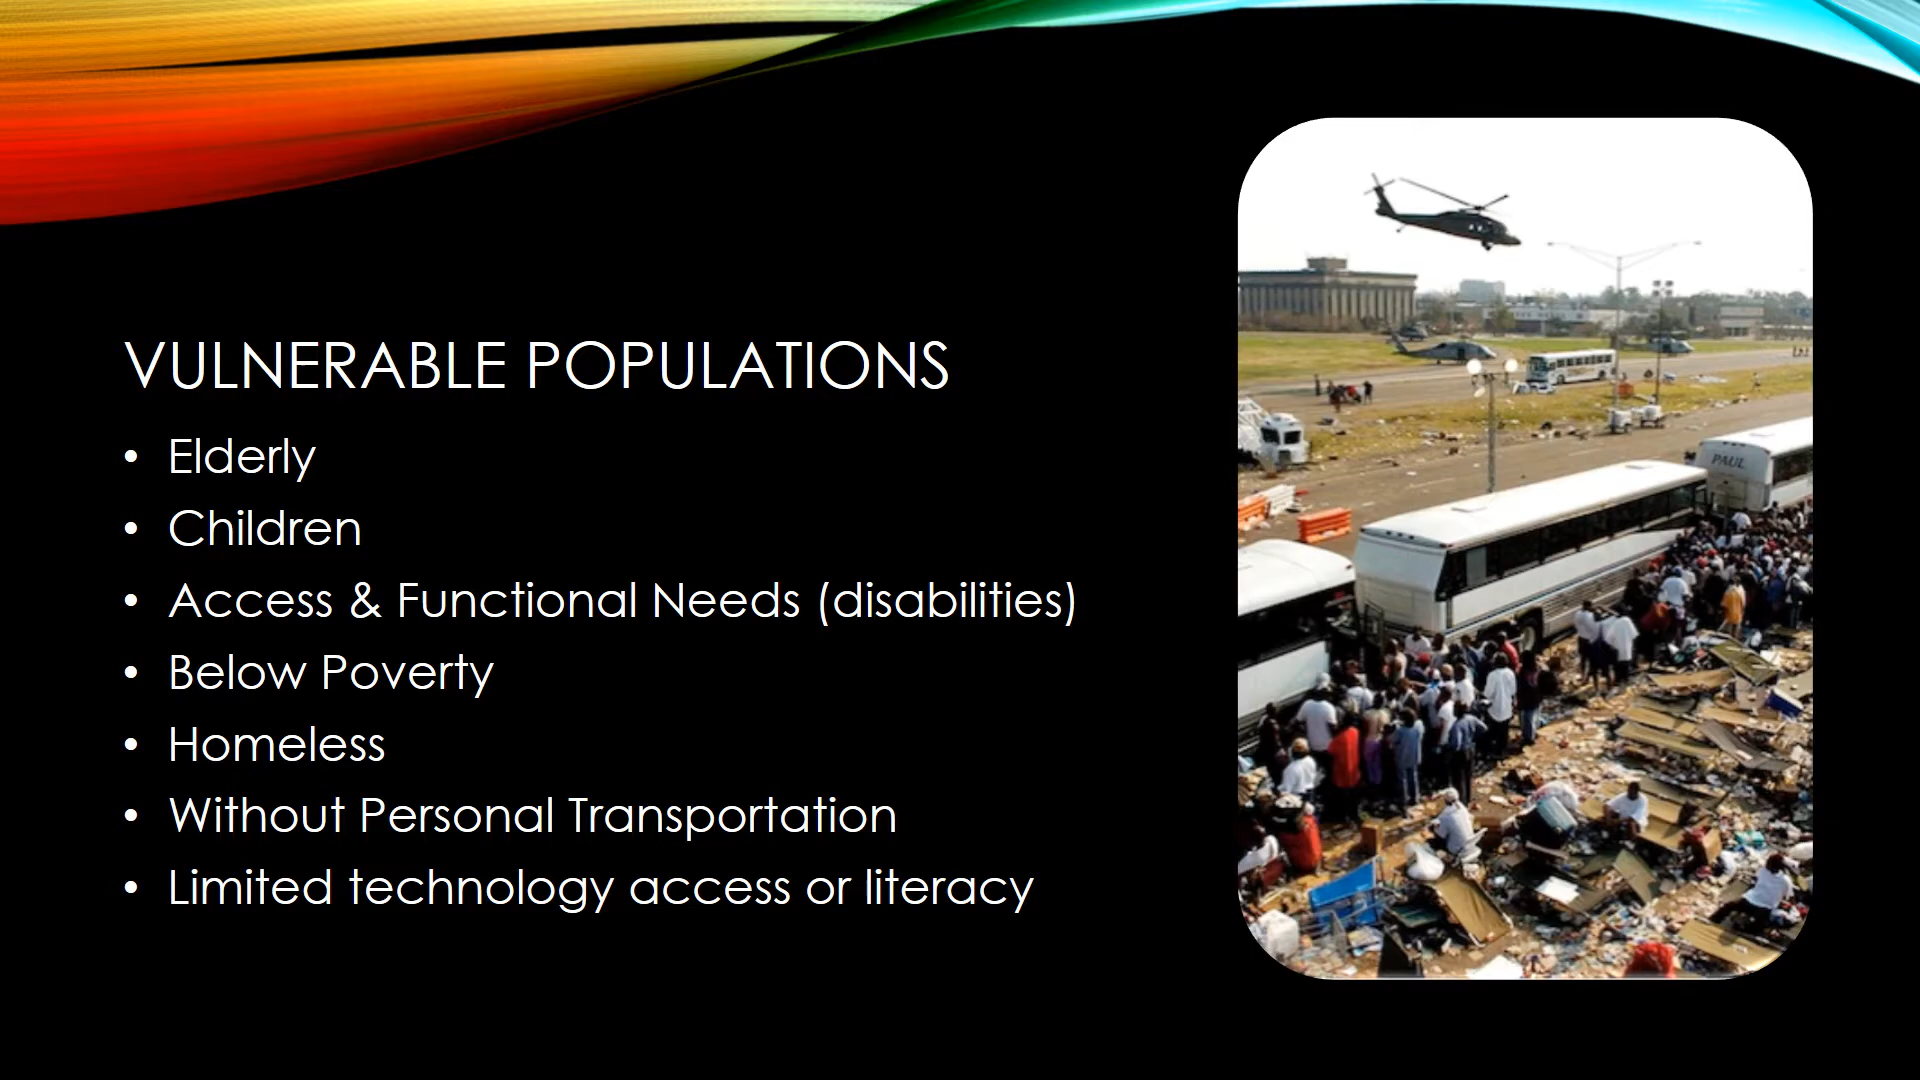 VULNERABLE POPULATIONS
• Elderly
• Children
• Access & Functional Needs (disabilities)
• Below Poverty
• Homeless
• Without Personal Transportation
• Limited technology access or literacy
PAUL